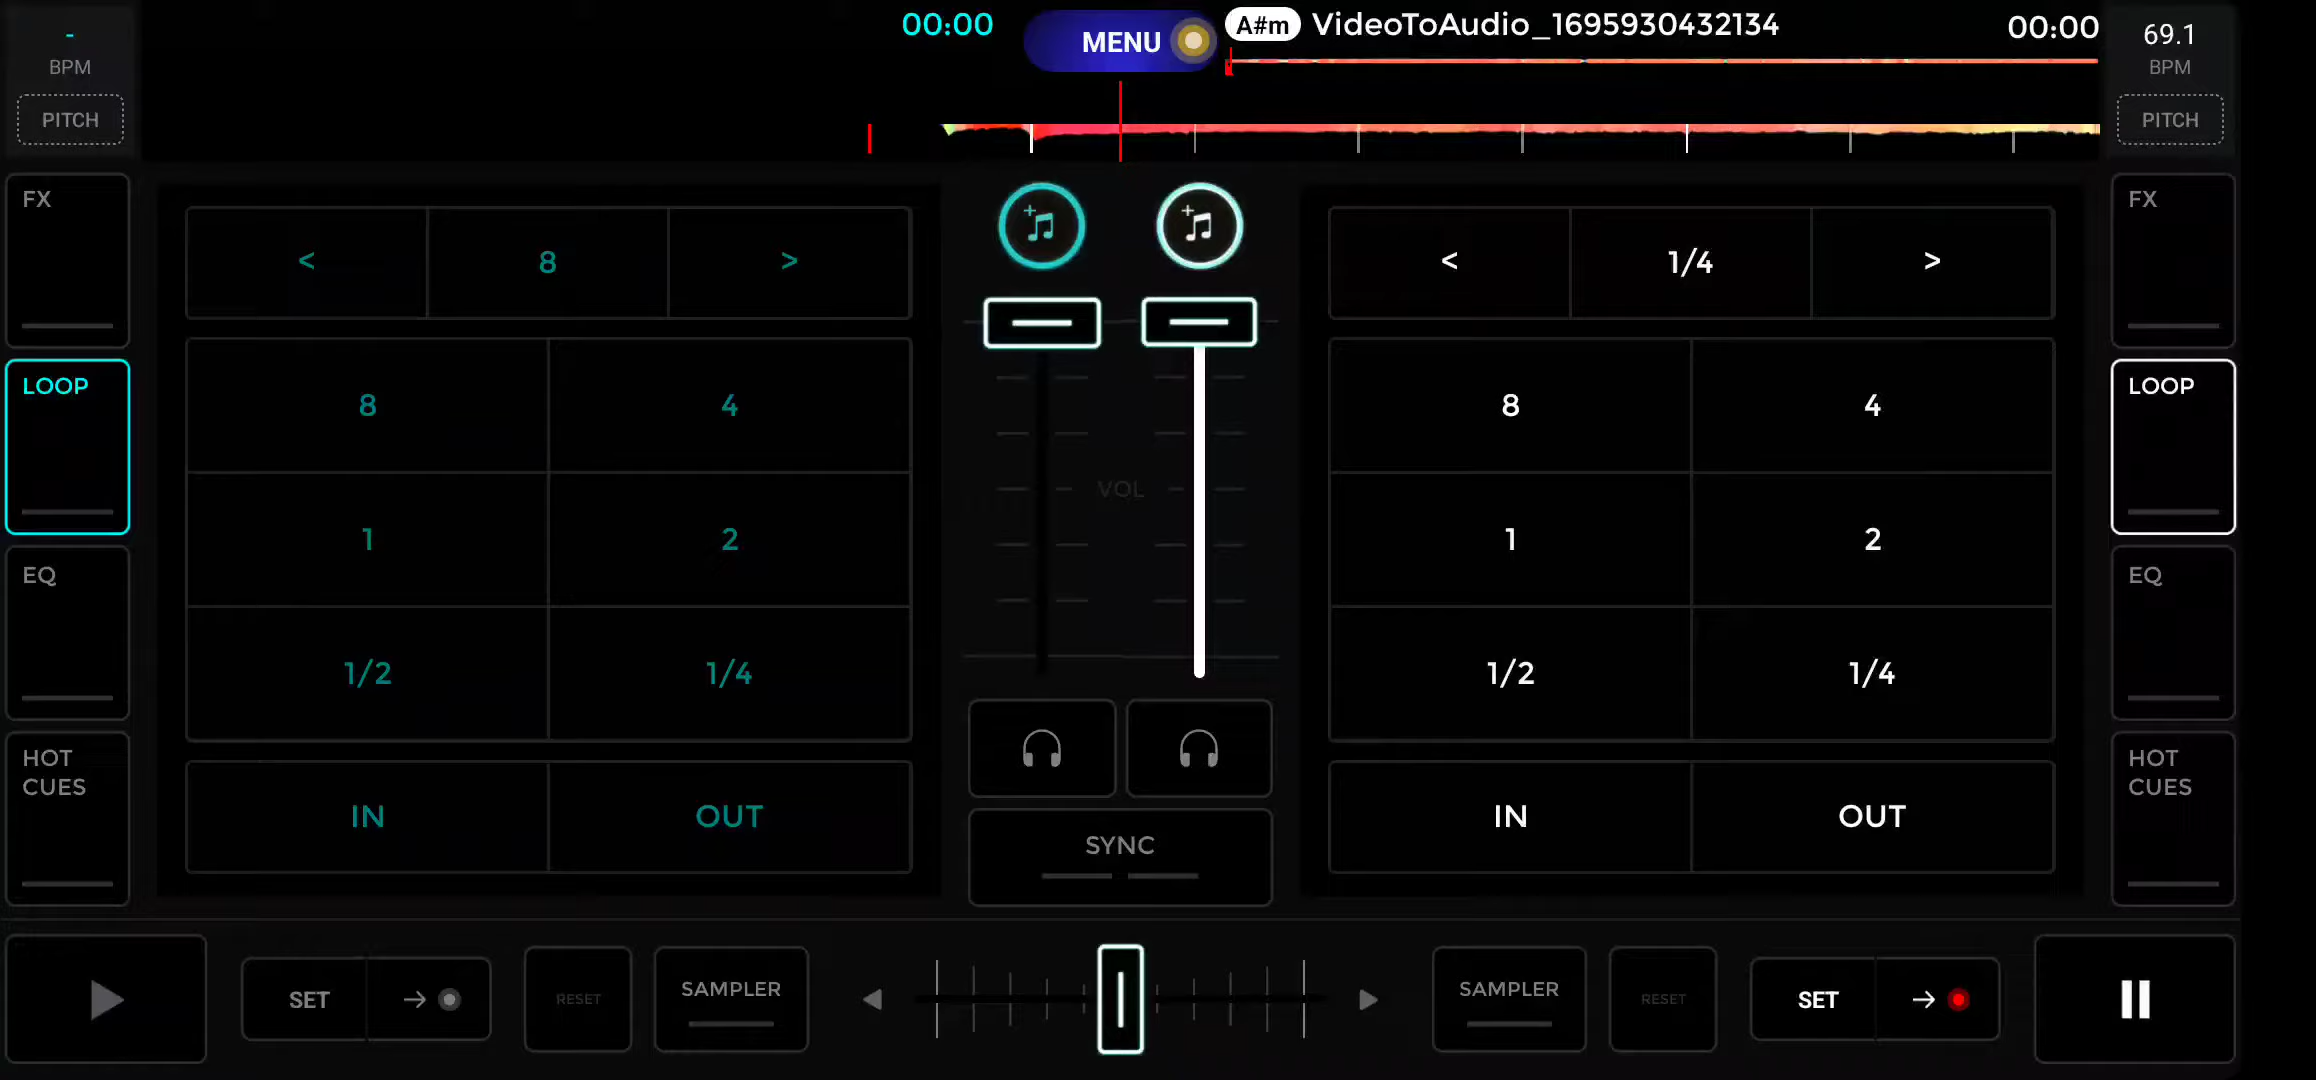 -
BPM
PITCH
00:00
MENU
A#m VideoToAudio_1695930432134
00:00
69.1
BPM
PITCH
FX
LOOP
EQ
HOT
CUES
< 8 >
8 4
1 2
1/2 1/4
IN OUT
VOL
SYNC
< 1/4 >
8 4
1 2
1/2 1/4
IN OUT
FX
LOOP
EQ
HOT
CUES
SET →
RESET
SAMPLER
SAMPLER
RESET
SET →